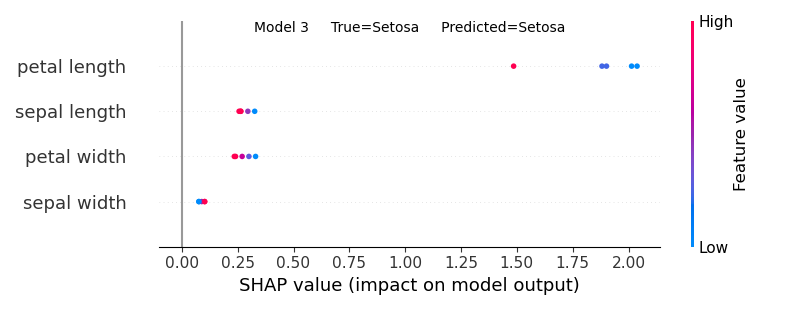 Model 3 True=Setosa Predicted=Setosa
High
petal length
sepal length
petal width
sepal width
Feature value
Low
0.00 0.25 0.50 0.75 1.00 1.25 1.50 1.75 2.00
SHAP value (impact on model output)